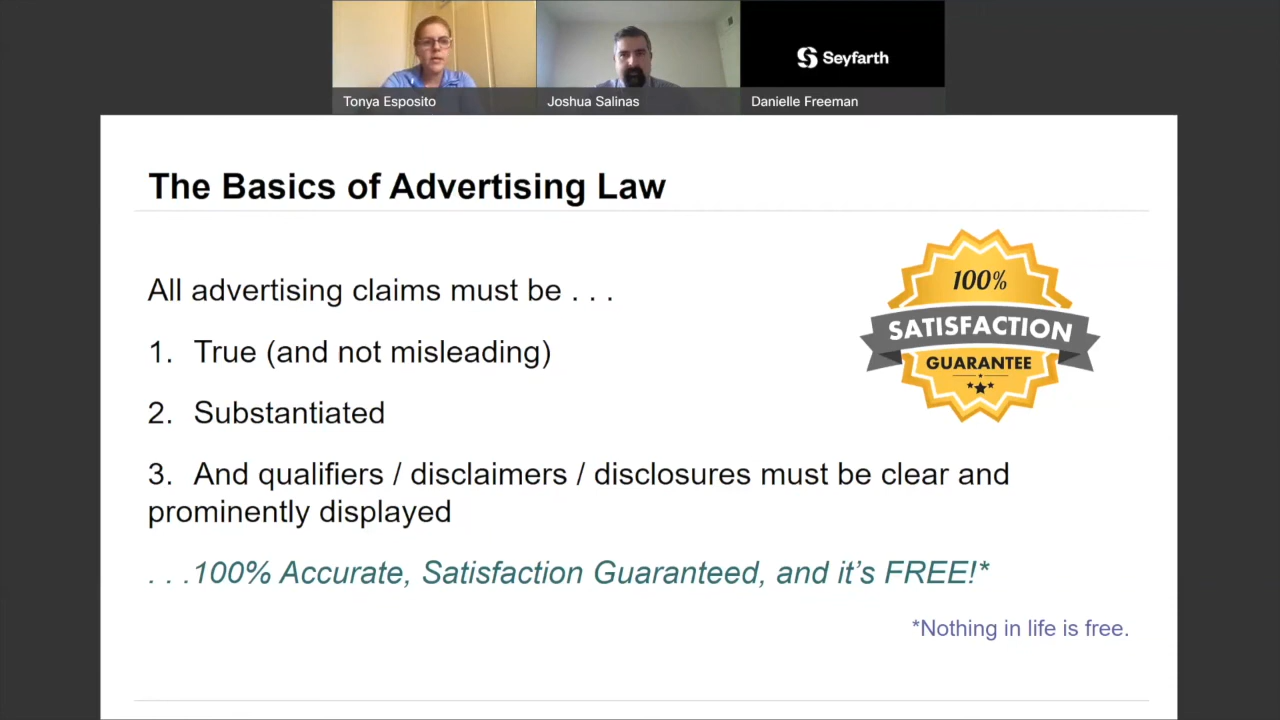 Seyfarth
Tonya Esposito
Joshua Salinas
Danielle Freeman
The Basics of Advertising Law
All advertising claims must be . . .
1. True (and not misleading)
2. Substantiated
3. And qualifiers / disclaimers / disclosures must be clear and
prominently displayed
. . .100% Accurate, Satisfaction Guaranteed, and it's FREE!*
*Nothing in life is free.
100%
SATISFACTION
GUARANTEE